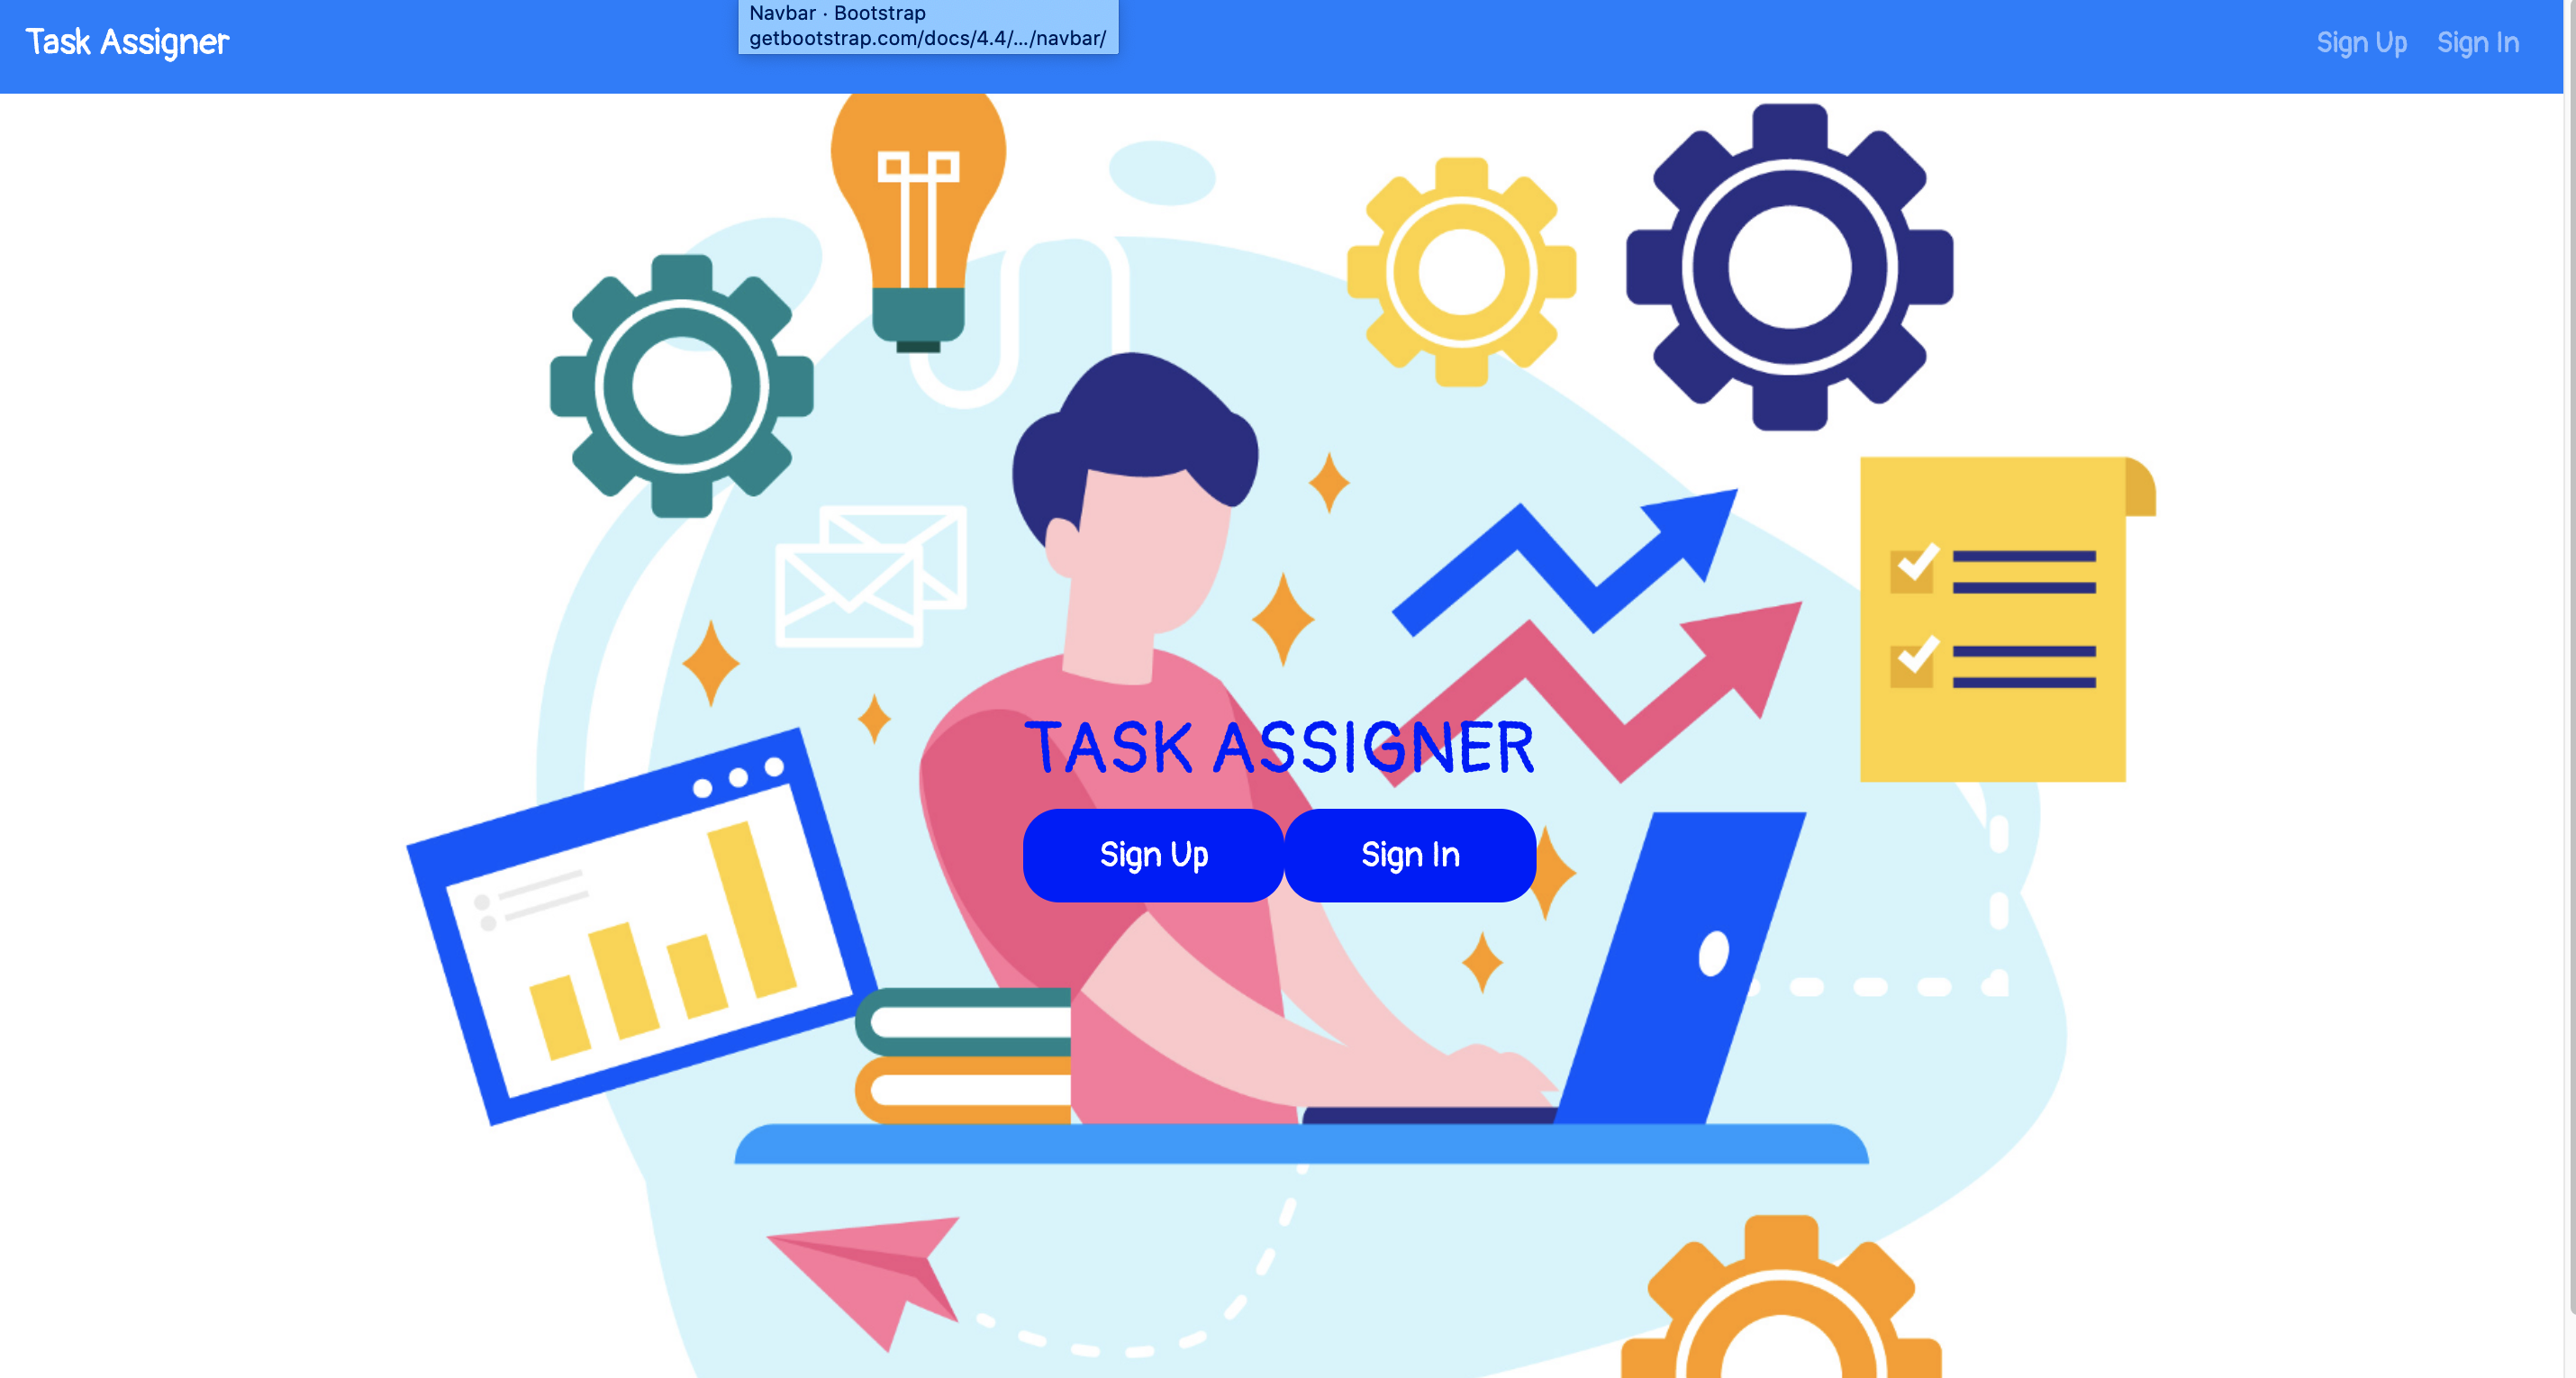 Navbar · Bootstrap
getbootstrap.com/docs/4.4/.../navbar/
Task Assigner
Sign Up Sign In
TASK ASSIGNER
Sign Up Sign In